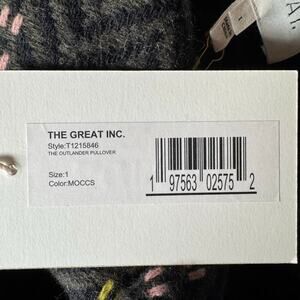 THE GREAT INC.
Style:T1215846
THE OUTLANDER PULLOVER
Size:1
Color:MOCCS
1 97563 02575 2